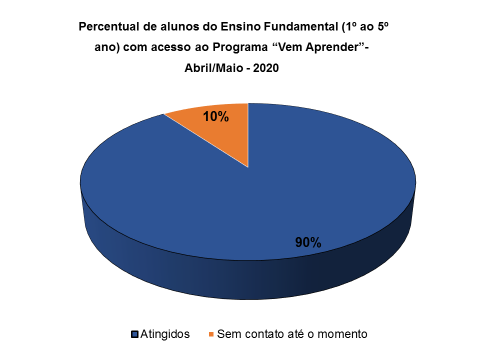 Percentual de alunos do Ensino Fundamental (1º ao 5º
ano) com acesso ao Programa “Vem Aprender”-
Abril/Maio - 2020
10%
90%
Atingidos Sem contato até o momento